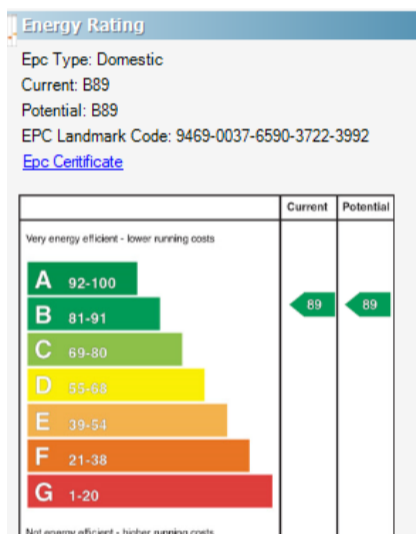 Energy Rating
Epc Type: Domestic
Current: B89
Potential: B89
EPC Landmark Code: 9469-0037-6590-3722-3992
Epc Ceritificate
Current Potential
Very energy efficient - lower running costs
A 92-100
89 89
B 81-91
C 69-80
D 55-68
E 39-54
F 21-38
G 1-20
Not energy efficient - higher running costs